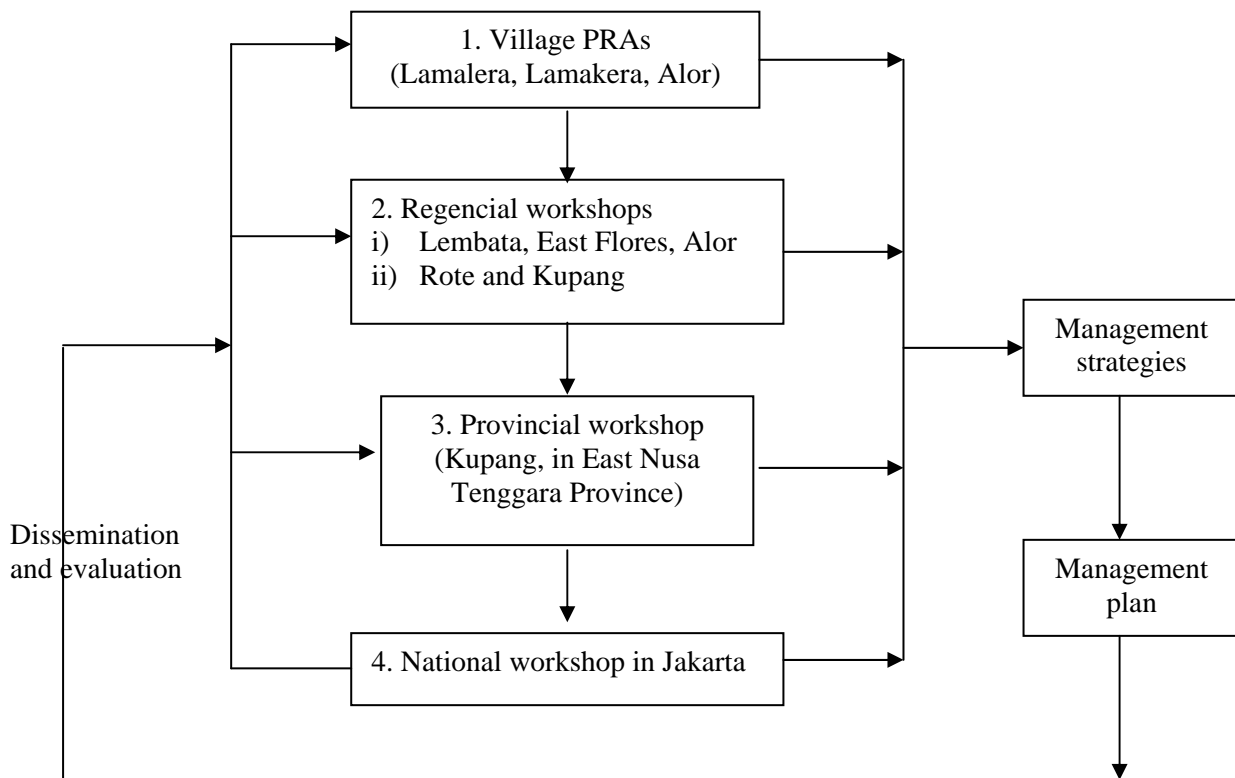 1. Village PRAs
(Lamalera, Lamakera, Alor)
2. Regencial workshops
i) Lembata, East Flores, Alor
ii) Rote and Kupang
3. Provincial workshop
(Kupang, in East Nusa
Tenggara Province)
4. National workshop in Jakarta
Management
strategies
Management
plan
Dissemination
and evaluation